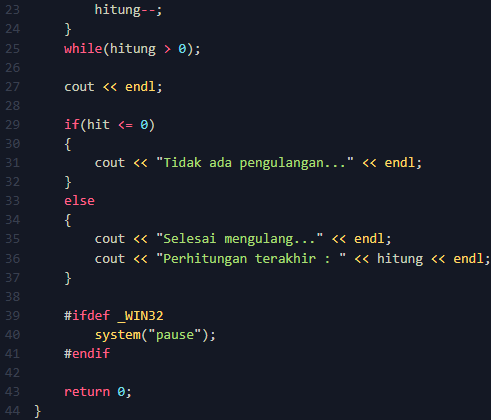 23 hitung--;
24 }
25 while(hitung > 0);
26
27 cout << endl;
28
29 if(hit <= 0)
30 {
31 cout << "Tidak ada pengulangan..." << endl;
32 }
33 else
34 {
35 cout << "Selesai mengulang..." << endl;
36 cout << "Perhitungan terakhir : " << hitung << endl;
37 }
38
39 #ifdef _WIN32
40 system("pause");
41 #endif
42
43 return 0;
44 }